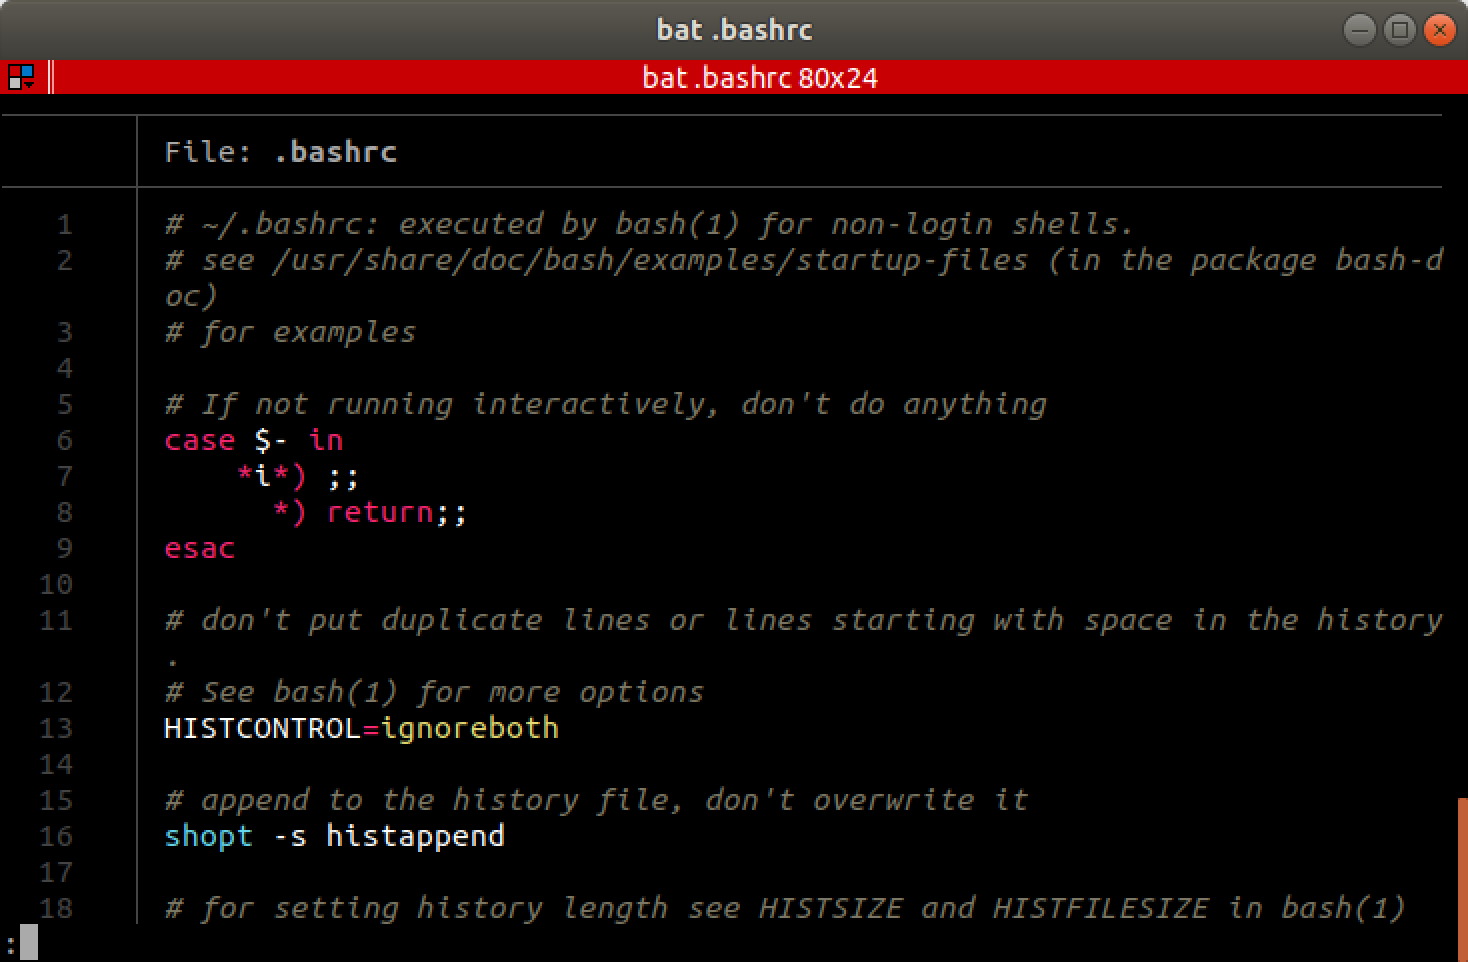 bat .bashrc
bat .bashrc 80x24
File: .bashrc
1 # ~/.bashrc: executed by bash(1) for non-login shells.
2 # see /usr/share/doc/bash/examples/startup-files (in the package bash-d
oc)
3 # for examples
4
5 # If not running interactively, don't do anything
6 case $- in
7     *i*) ;;
8       *) return;;
9 esac
10
11 # don't put duplicate lines or lines starting with space in the history
.
12 # See bash(1) for more options
13 HISTCONTROL=ignoreboth
14
15 # append to the history file, don't overwrite it
16 shopt -s histappend
17
18 # for setting history length see HISTSIZE and HISTFILESIZE in bash(1)
: